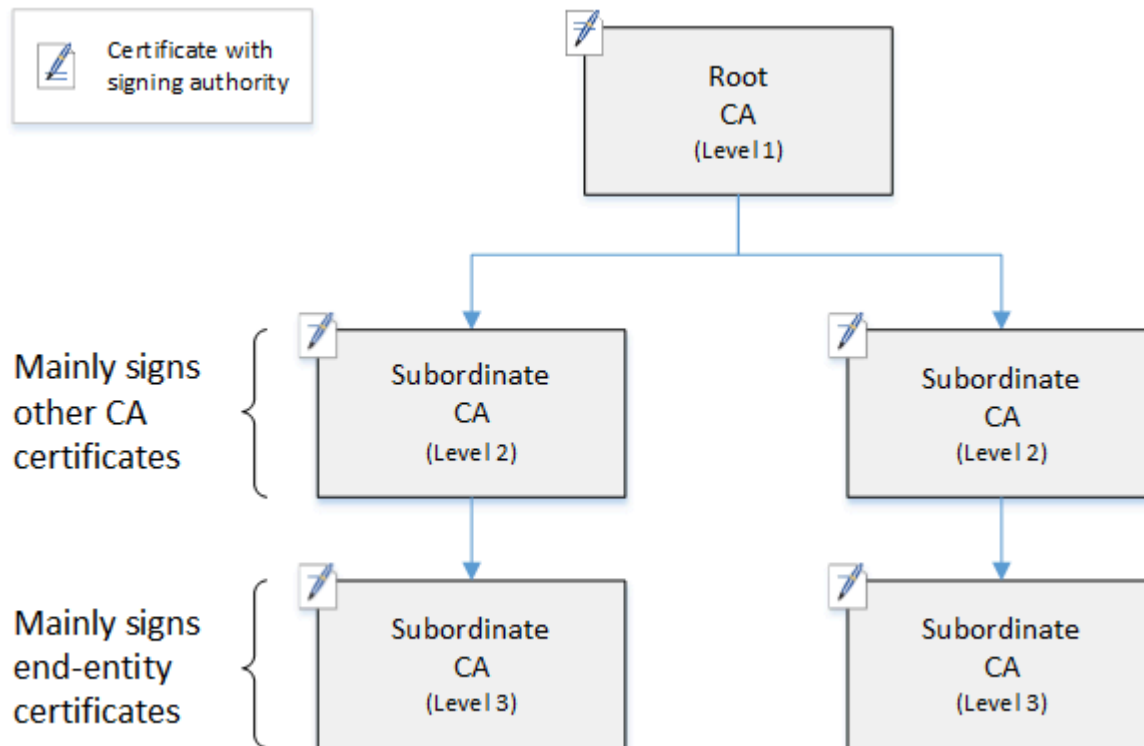 Certificate with
signing authority
Root
CA
(Level 1)
Mainly signs
other CA
certificates
Subordinate
CA
(Level 2)
Subordinate
CA
(Level 2)
Mainly signs
end-entity
certificates
Subordinate
CA
(Level 3)
Subordinate
CA
(Level 3)